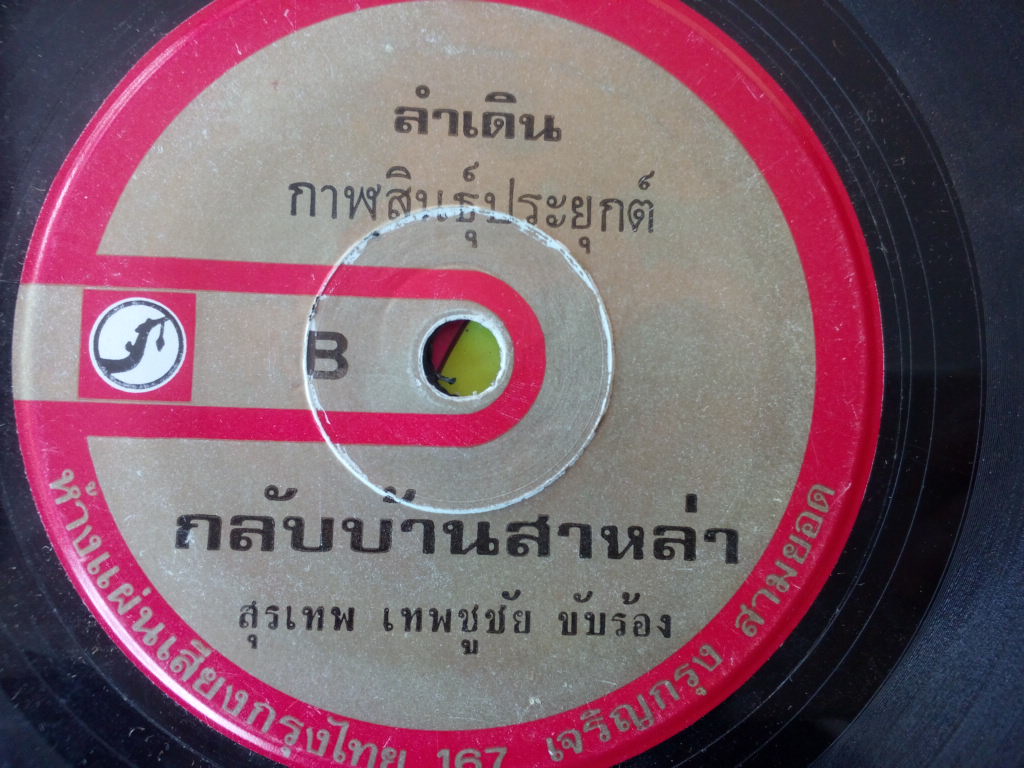 ลำเดิน
กาฬสินธุ์ประยุกต์
B
กลับบ้านสาหล่า
สุรเทพ เทพชูชัย ขับร้อง
ห้างแผ่นเสียงกรุงไทย 167 เจริญกรุง สามยอด